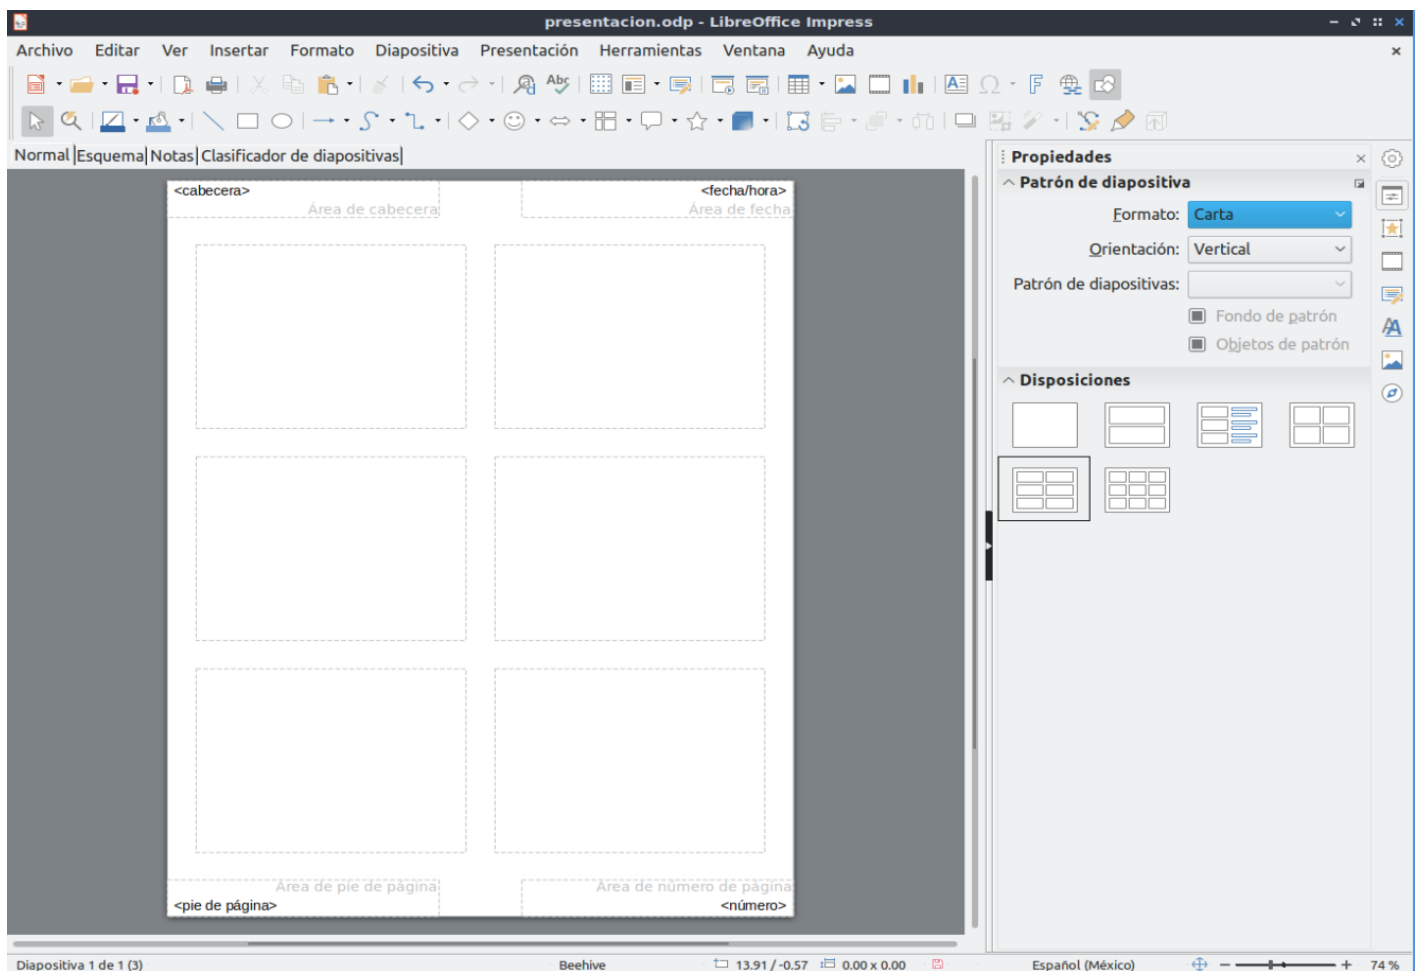 presentacion.odp - LibreOffice Impress
Archivo Editar Ver Insertar Formato Diapositiva Presentación Herramientas Ventana Ayuda
Abc
Normal Esquema Notas Clasificador de diapositivas
<cabecera>
Área de cabecera
<fecha/hora>
Área de fecha
Área de pie de página
<pie de página>
Área de número de página
<número>
Propiedades
Patrón de diapositiva
Formato: Carta
Orientación: Vertical
Patrón de diapositivas:
Fondo de patrón
Objetos de patrón
Disposiciones
Diapositiva 1 de 1 (3) Beehive 13.91 / -0.57 0.00 x 0.00 Español (México) 74 %